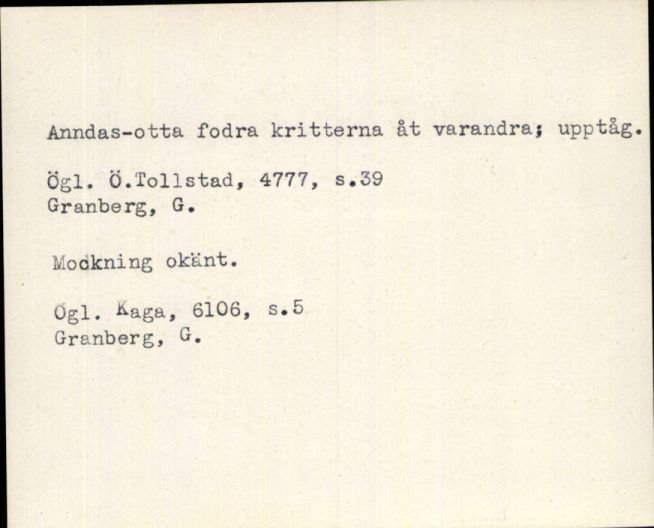 Anndas-otta fodra kritterna åt varandra; upptåg.
Ögl. Ö.Tollstad, 4777, s.39
Granberg, G.
Mockning okänt.
Ögl. Kaga, 6106, s.5
Granberg, G.